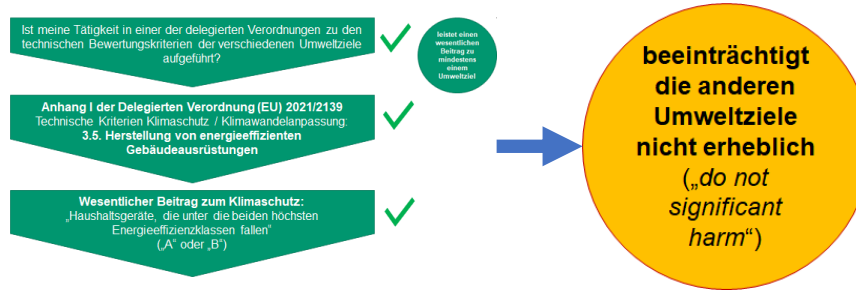 Ist meine Tätigkeit in einer der delegierten Verordnungen zu den
technischen Bewertungskriterien der verschiedenen Umweltziele
aufgeführt?
leistet einen
wesentlichen
Beitrag zu
mindestens
einem
Umweltziel
Anhang I der Delegierten Verordnung (EU) 2021/2139
Technische Kriterien Klimaschutz / Klimawandelanpassung:
3.5. Herstellung von energieeffizienten
Gebäudeausrüstungen
Wesentlicher Beitrag zum Klimaschutz:
„Haushaltsgeräte, die unter die beiden höchsten
Energieeffizienzklassen fallen"
(„A" oder „B")
beeinträchtigt
die anderen
Umweltziele
nicht erheblich
(„do not
significant
harm“)